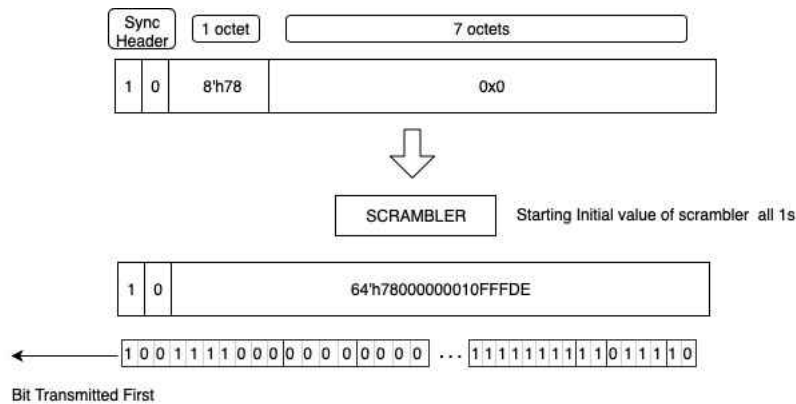 Sync Header
1 octet
7 octets
1 0 8'h78 0x0
SCRAMBLER
Starting Initial value of scrambler all 1s
1 0 64'h78000000010FFFDE
1 0 0 1 1 1 1 0 0 0 0 0 0 0 0 0 0 0 ... 1 1 1 1 1 1 1 1 1 1 0 1 1 1 1 0
Bit Transmitted First